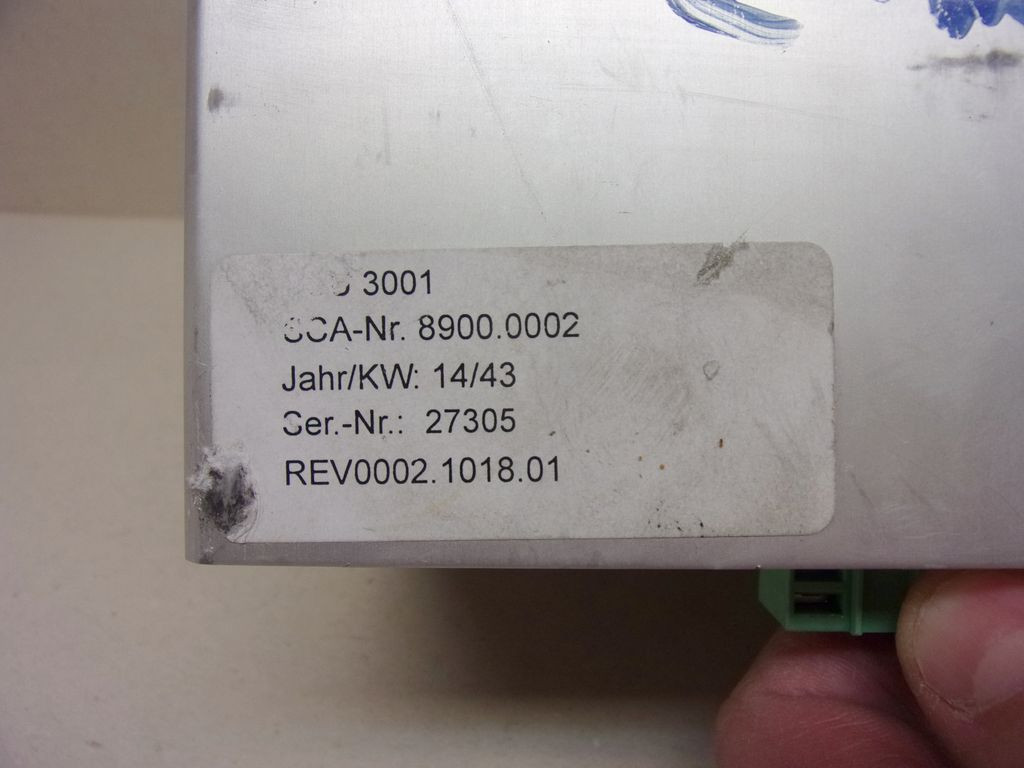 3001
SCA-Nr. 8900.0002
Jahr/KW: 14/43
Ser.-Nr.: 27305
REV0002.1018.01